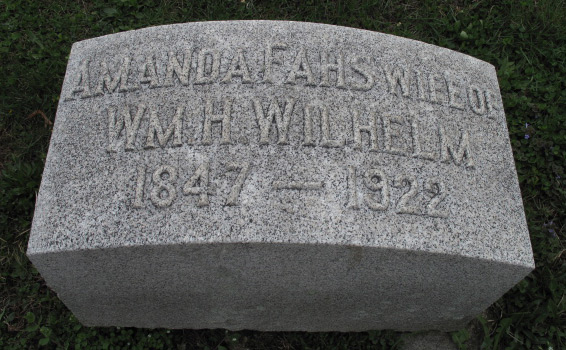 AMANDA FAHS WIFE OF
WM. H. WILHELM
1847 — 1922